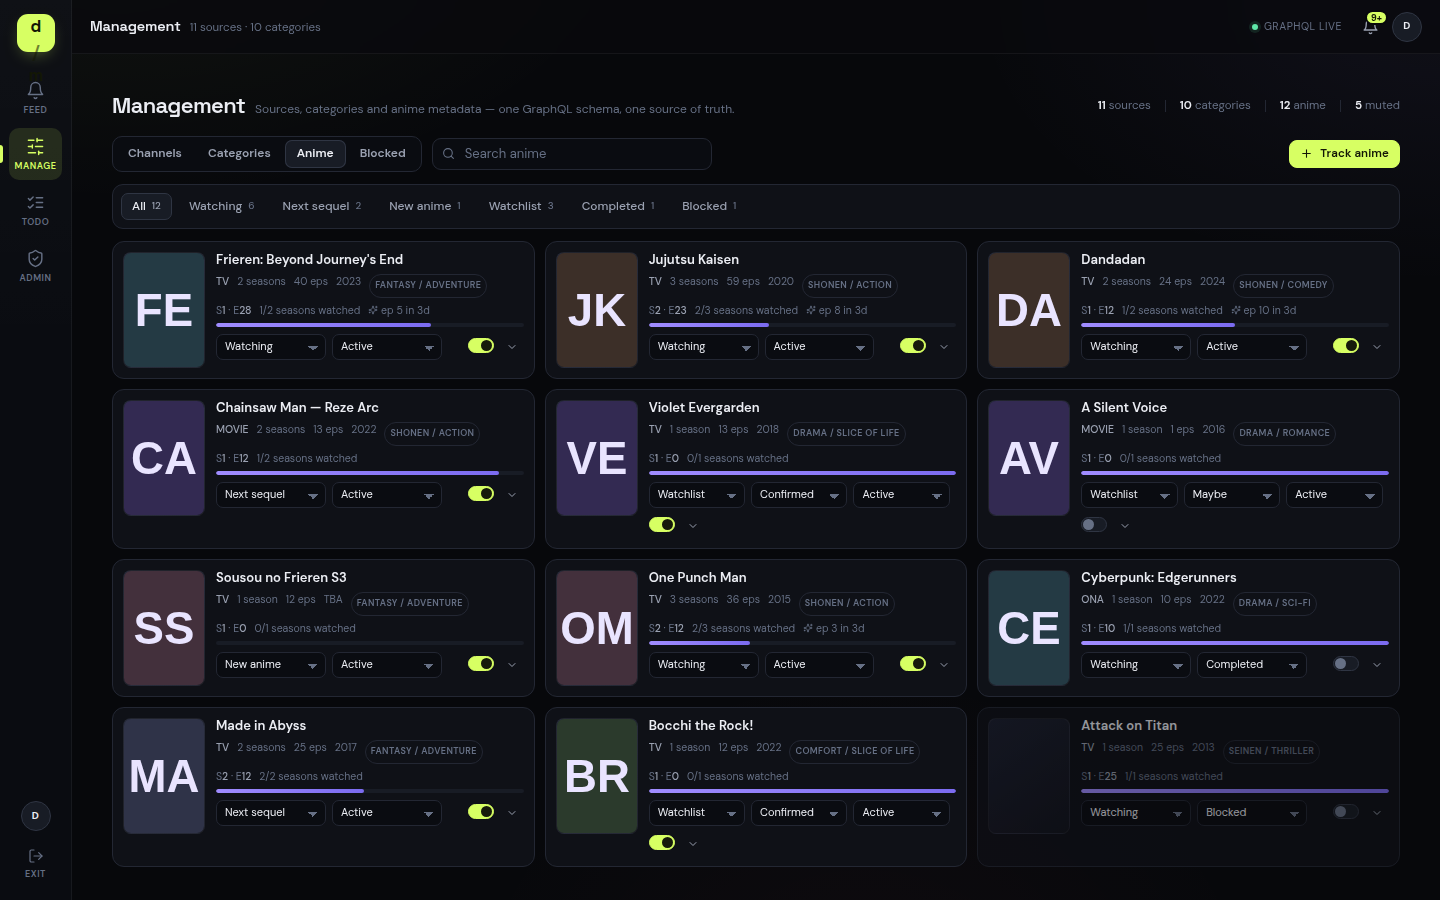 d
/
Management 11 sources · 10 categories
GRAPHQL LIVE
9+
D
FEED
MANAGE
TODO
ADMIN
D
EXIT
Management Sources, categories and anime metadata — one GraphQL schema, one source of truth.
11 sources 10 categories 12 anime 5 muted
Channels Categories Anime Blocked
Search anime
+ Track anime
All 12 Watching 6 Next sequel 2 New anime 1 Watchlist 3 Completed 1 Blocked 1
FE
Frieren: Beyond Journey's End
TV 2 seasons 40 eps 2023 FANTASY / ADVENTURE
S1 · E28 1/2 seasons watched ep 5 in 3d
Watching Active
JK
Jujutsu Kaisen
TV 3 seasons 59 eps 2020 SHONEN / ACTION
S2 · E23 2/3 seasons watched ep 8 in 3d
Watching Active
DA
Dandadan
TV 2 seasons 24 eps 2024 SHONEN / COMEDY
S1 · E12 1/2 seasons watched ep 10 in 3d
Watching Active
CA
Chainsaw Man — Reze Arc
MOVIE 2 seasons 13 eps 2022 SHONEN / ACTION
S1 · E12 1/2 seasons watched
Next sequel Active
VE
Violet Evergarden
TV 1 season 13 eps 2018 DRAMA / SLICE OF LIFE
S1 · E0 0/1 seasons watched
Watchlist Confirmed Active
AV
A Silent Voice
MOVIE 1 season 1 eps 2016 DRAMA / ROMANCE
S1 · E0 0/1 seasons watched
Watchlist Maybe Active
SS
Sousou no Frieren S3
TV 1 season 12 eps TBA FANTASY / ADVENTURE
S1 · E0 0/1 seasons watched
New anime Active
OM
One Punch Man
TV 3 seasons 36 eps 2015 SHONEN / ACTION
S2 · E12 2/3 seasons watched ep 3 in 3d
Watching Active
CE
Cyberpunk: Edgerunners
ONA 1 season 10 eps 2022 DRAMA / SCI-FI
S1 · E10 1/1 seasons watched
Watching Completed
MA
Made in Abyss
TV 2 seasons 25 eps 2017 FANTASY / ADVENTURE
S2 · E12 2/2 seasons watched
Next sequel Active
BR
Bocchi the Rock!
TV 1 season 12 eps 2022 COMFORT / SLICE OF LIFE
S1 · E0 0/1 seasons watched
Watchlist Confirmed Active
Attack on Titan
TV 1 season 25 eps 2013 SEINEN / THRILLER
S1 · E25 1/1 seasons watched
Watching Blocked